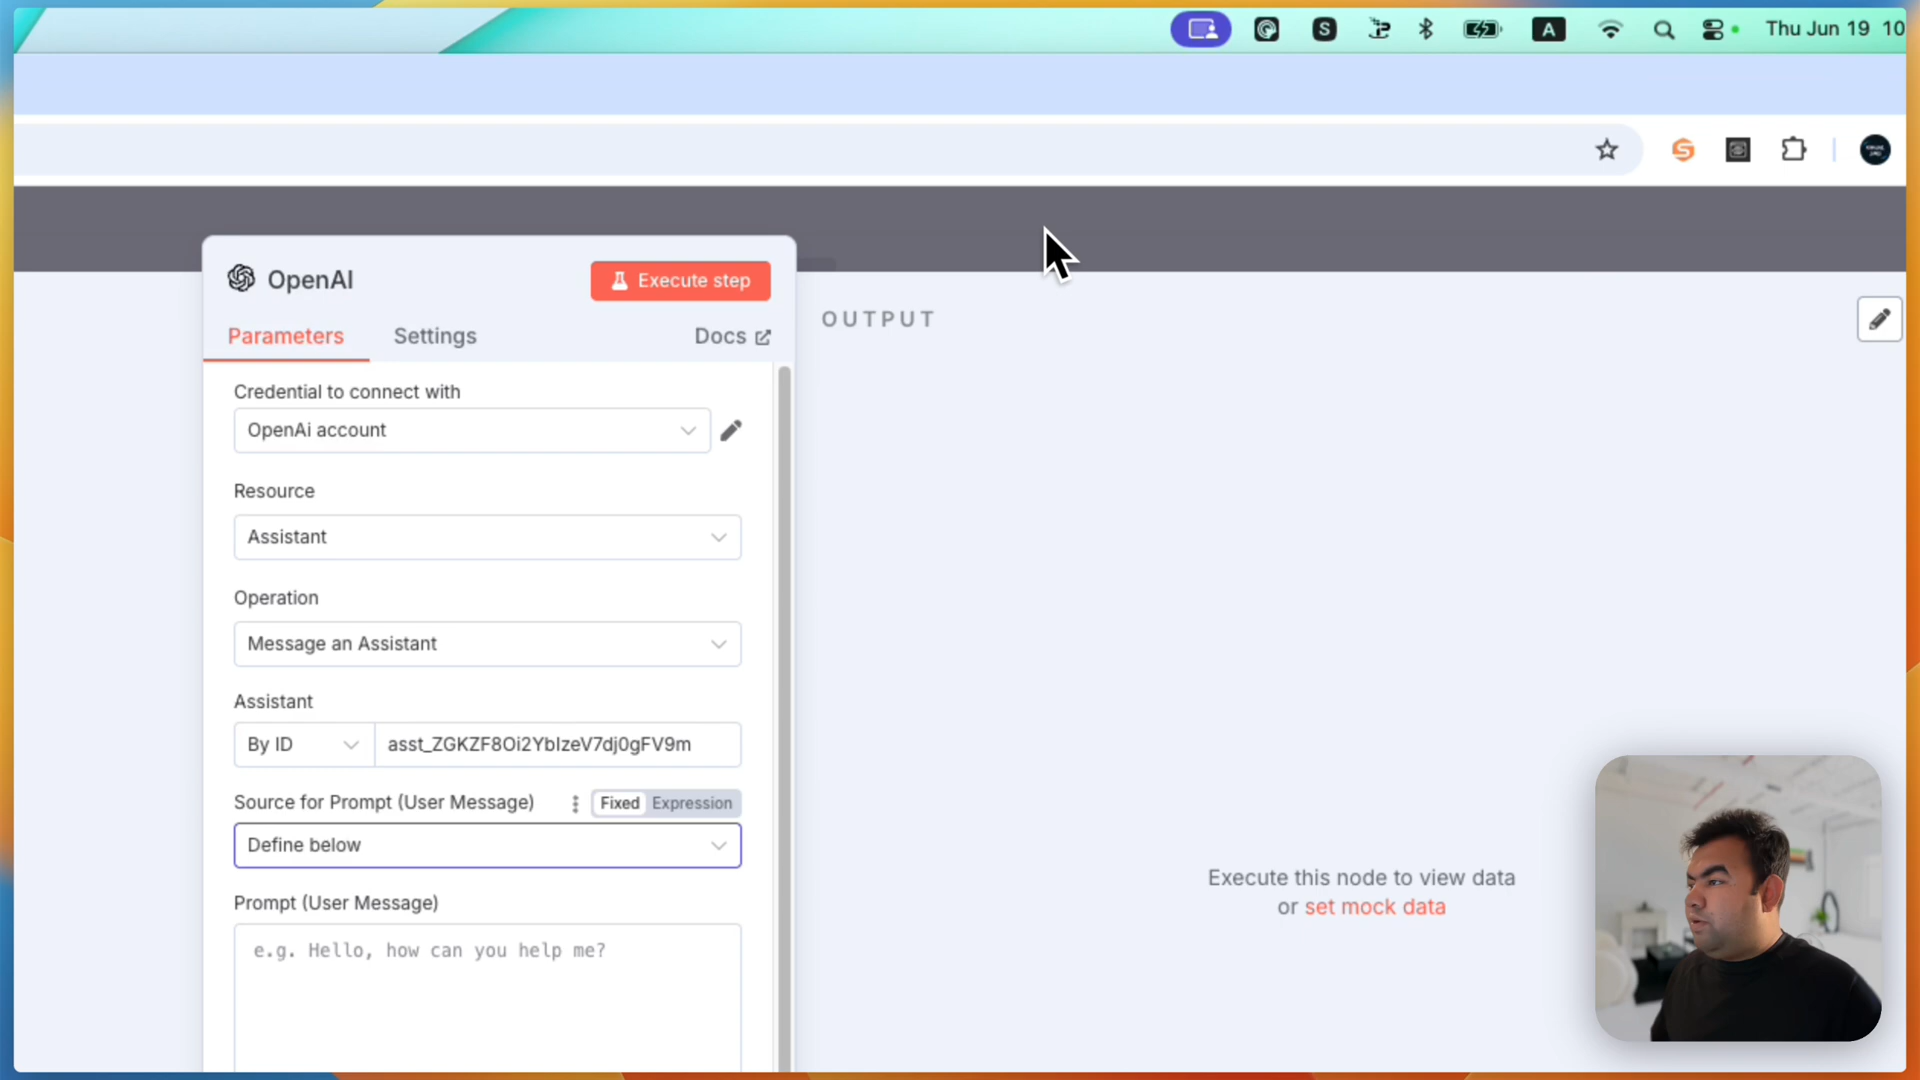 Thu Jun 19 10
OpenAI
Execute step
Parameters
Settings
Docs
OUTPUT
Credential to connect with
OpenAi account
Resource
Assistant
Operation
Message an Assistant
Assistant
By ID
asst_ZGKZF8Oi2YbIzeV7dj0gFV9m
Source for Prompt (User Message)
Fixed
Expression
Define below
Prompt (User Message)
e.g. Hello, how can you help me?
Execute this node to view data
or set mock data